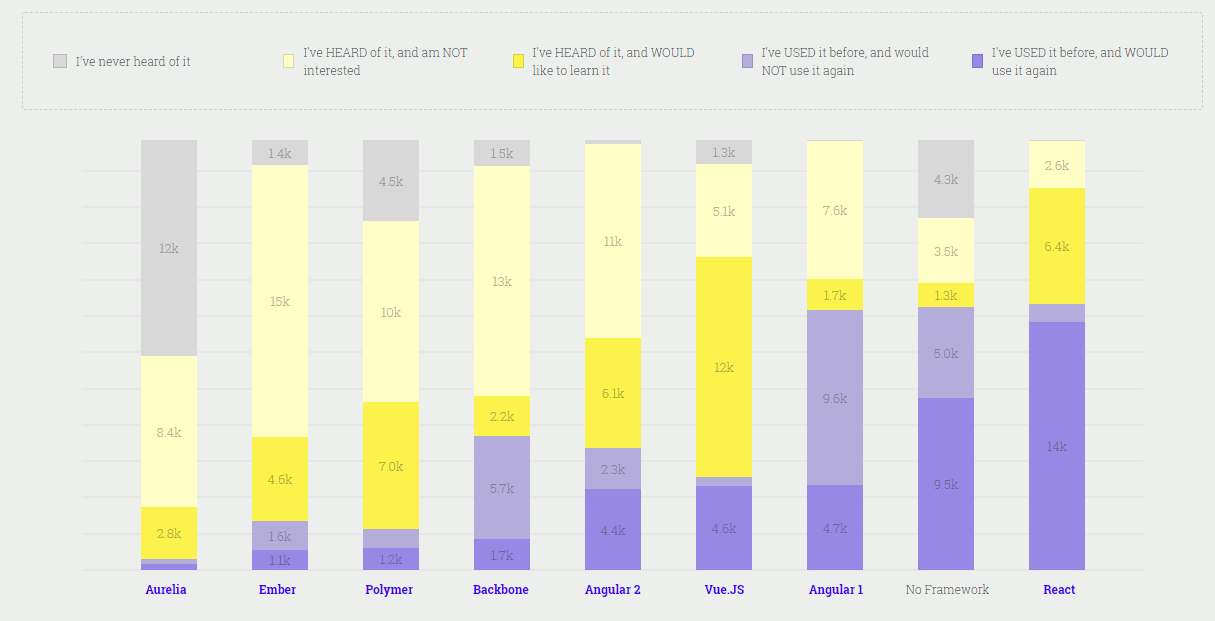 I've never heard of it
I've HEARD of it, and am NOT
interested
I've HEARD of it, and WOULD
like to learn it
I've USED it before, and would
NOT use it again
I've USED it before, and WOULD
use it again
12k
8.4k
2.8k
1.4k
15k
4.6k
1.6k
1.1k
4.5k
10k
7.0k
1.2k
1.5k
13k
2.2k
5.7k
1.7k
11k
6.1k
2.3k
4.4k
1.3k
5.1k
12k
4.6k
7.6k
1.7k
9.6k
4.7k
4.3k
3.5k
1.3k
5.0k
9.5k
2.6k
6.4k
14k
Aurelia
Ember
Polymer
Backbone
Angular 2
Vue.JS
Angular 1
No Framework
React